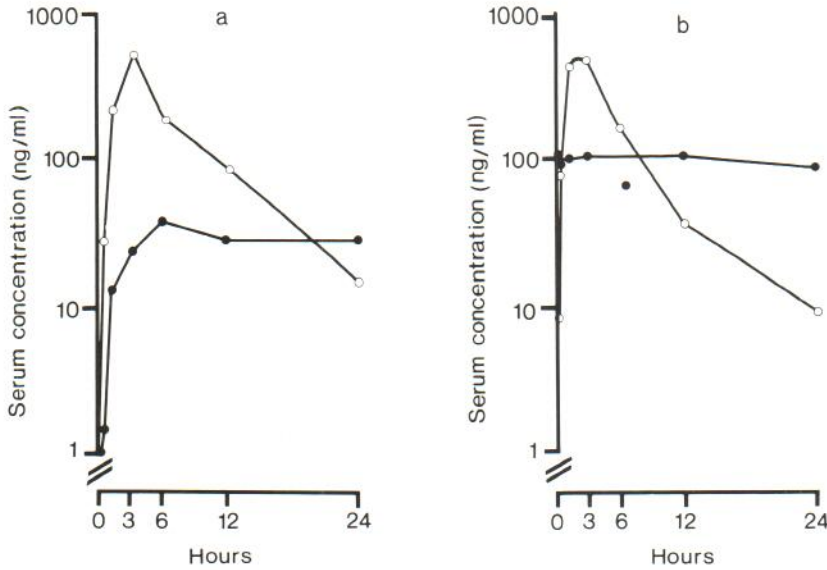 a
Serum concentration (ng/ml)
1000
100
10
1
0 3 6 12 24
Hours
b
Serum concentration (ng/ml)
1000
100
10
1
0 3 6 12 24
Hours